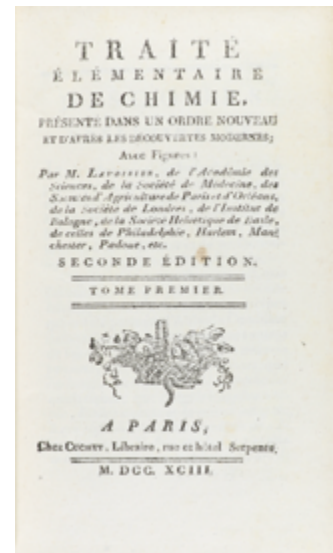 TRAITÉ
ÉLÉMENTAIRE
DE CHIMIE,
PRÉSENTÉ DANS UN ORDRE NOUVEAU
ET D'APRÈS LES DÉCOUVERTES MODERNES;
Avec Figures:
Par M. LAVOISIER, de l'Académie des
Sciences, de la Société de Médecine, des
Sociétés d'Agriculture de Paris et d'Orléans,
de la Société de Londres, de l'Institut de
Bologne, de la Société Helvétique de Basle,
de celles de Philadelphie, Harlem, Man
chester, Padoue, etc.
SECONDE ÉDITION.
TOME PREMIER.
A PARIS,
Chez CUCHET, Libraire, rue et hôtel Serpente,
M. DCC. XCIII.